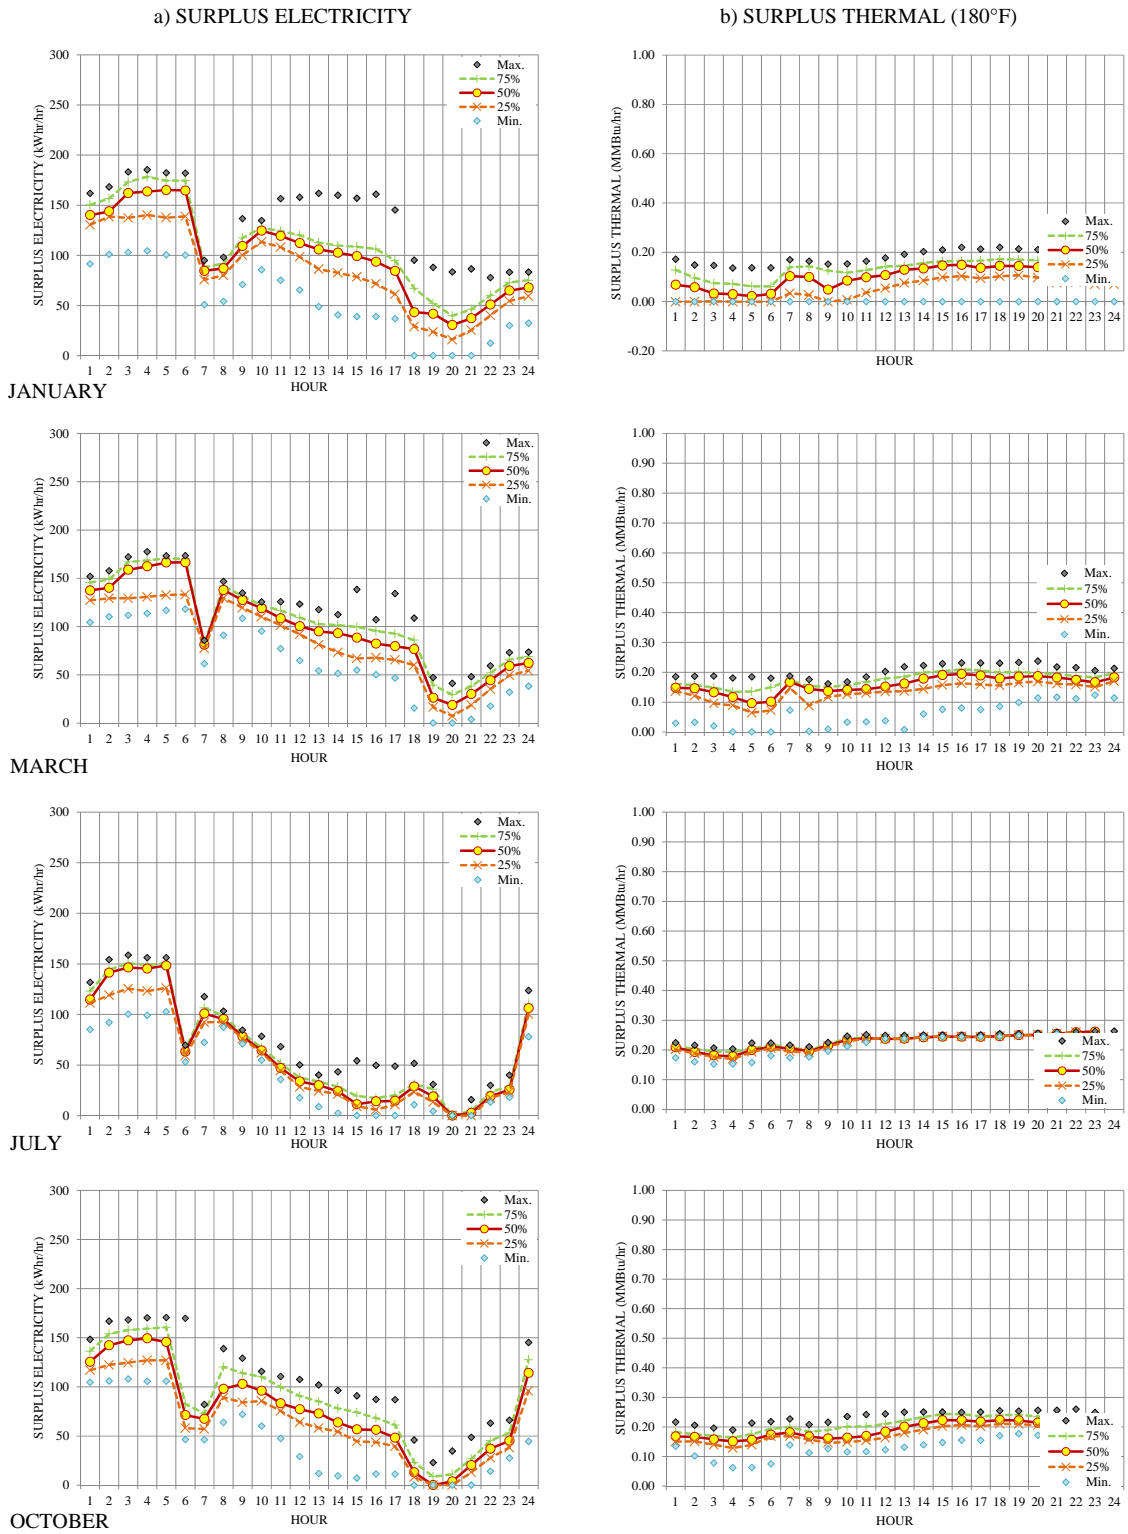 a) SURPLUS ELECTRICITY
b) SURPLUS THERMAL (180°F)
SURPLUS ELECTRICITY (kWhr/hr)
300
250
200
150
100
50
0
1 2 3 4 5 6 7 8 9 10 11 12 13 14 15 16 17 18 19 20 21 22 23 24
HOUR
Max.
75%
50%
25%
Min.
SURPLUS THERMAL (MMBtu/hr)
1.00
0.80
0.60
0.40
0.20
0.00
-0.20
1 2 3 4 5 6 7 8 9 10 11 12 13 14 15 16 17 18 19 20 21 22 23 24
HOUR
Max.
75%
50%
25%
Min.
JANUARY
SURPLUS ELECTRICITY (kWhr/hr)
300
250
200
150
100
50
0
1 2 3 4 5 6 7 8 9 10 11 12 13 14 15 16 17 18 19 20 21 22 23 24
HOUR
Max.
75%
50%
25%
Min.
SURPLUS THERMAL (MMBtu/hr)
1.00
0.90
0.80
0.70
0.60
0.50
0.40
0.30
0.20
0.10
0.00
1 2 3 4 5 6 7 8 9 10 11 12 13 14 15 16 17 18 19 20 21 22 23 24
HOUR
Max.
75%
50%
25%
Min.
MARCH
SURPLUS ELECTRICITY (kWhr/hr)
300
250
200
150
100
50
0
1 2 3 4 5 6 7 8 9 10 11 12 13 14 15 16 17 18 19 20 21 22 23 24
HOUR
Max.
75%
50%
25%
Min.
SURPLUS THERMAL (MMBtu/hr)
1.00
0.90
0.80
0.70
0.60
0.50
0.40
0.30
0.20
0.10
0.00
1 2 3 4 5 6 7 8 9 10 11 12 13 14 15 16 17 18 19 20 21 22 23 24
HOUR
Max.
75%
50%
25%
Min.
JULY
SURPLUS ELECTRICITY (kWhr/hr)
300
250
200
150
100
50
0
1 2 3 4 5 6 7 8 9 10 11 12 13 14 15 16 17 18 19 20 21 22 23 24
HOUR
Max.
75%
50%
25%
Min.
SURPLUS THERMAL (MMBtu/hr)
1.00
0.90
0.80
0.70
0.60
0.50
0.40
0.30
0.20
0.10
0.00
1 2 3 4 5 6 7 8 9 10 11 12 13 14 15 16 17 18 19 20 21 22 23 24
HOUR
Max.
75%
50%
25%
Min.
OCTOBER